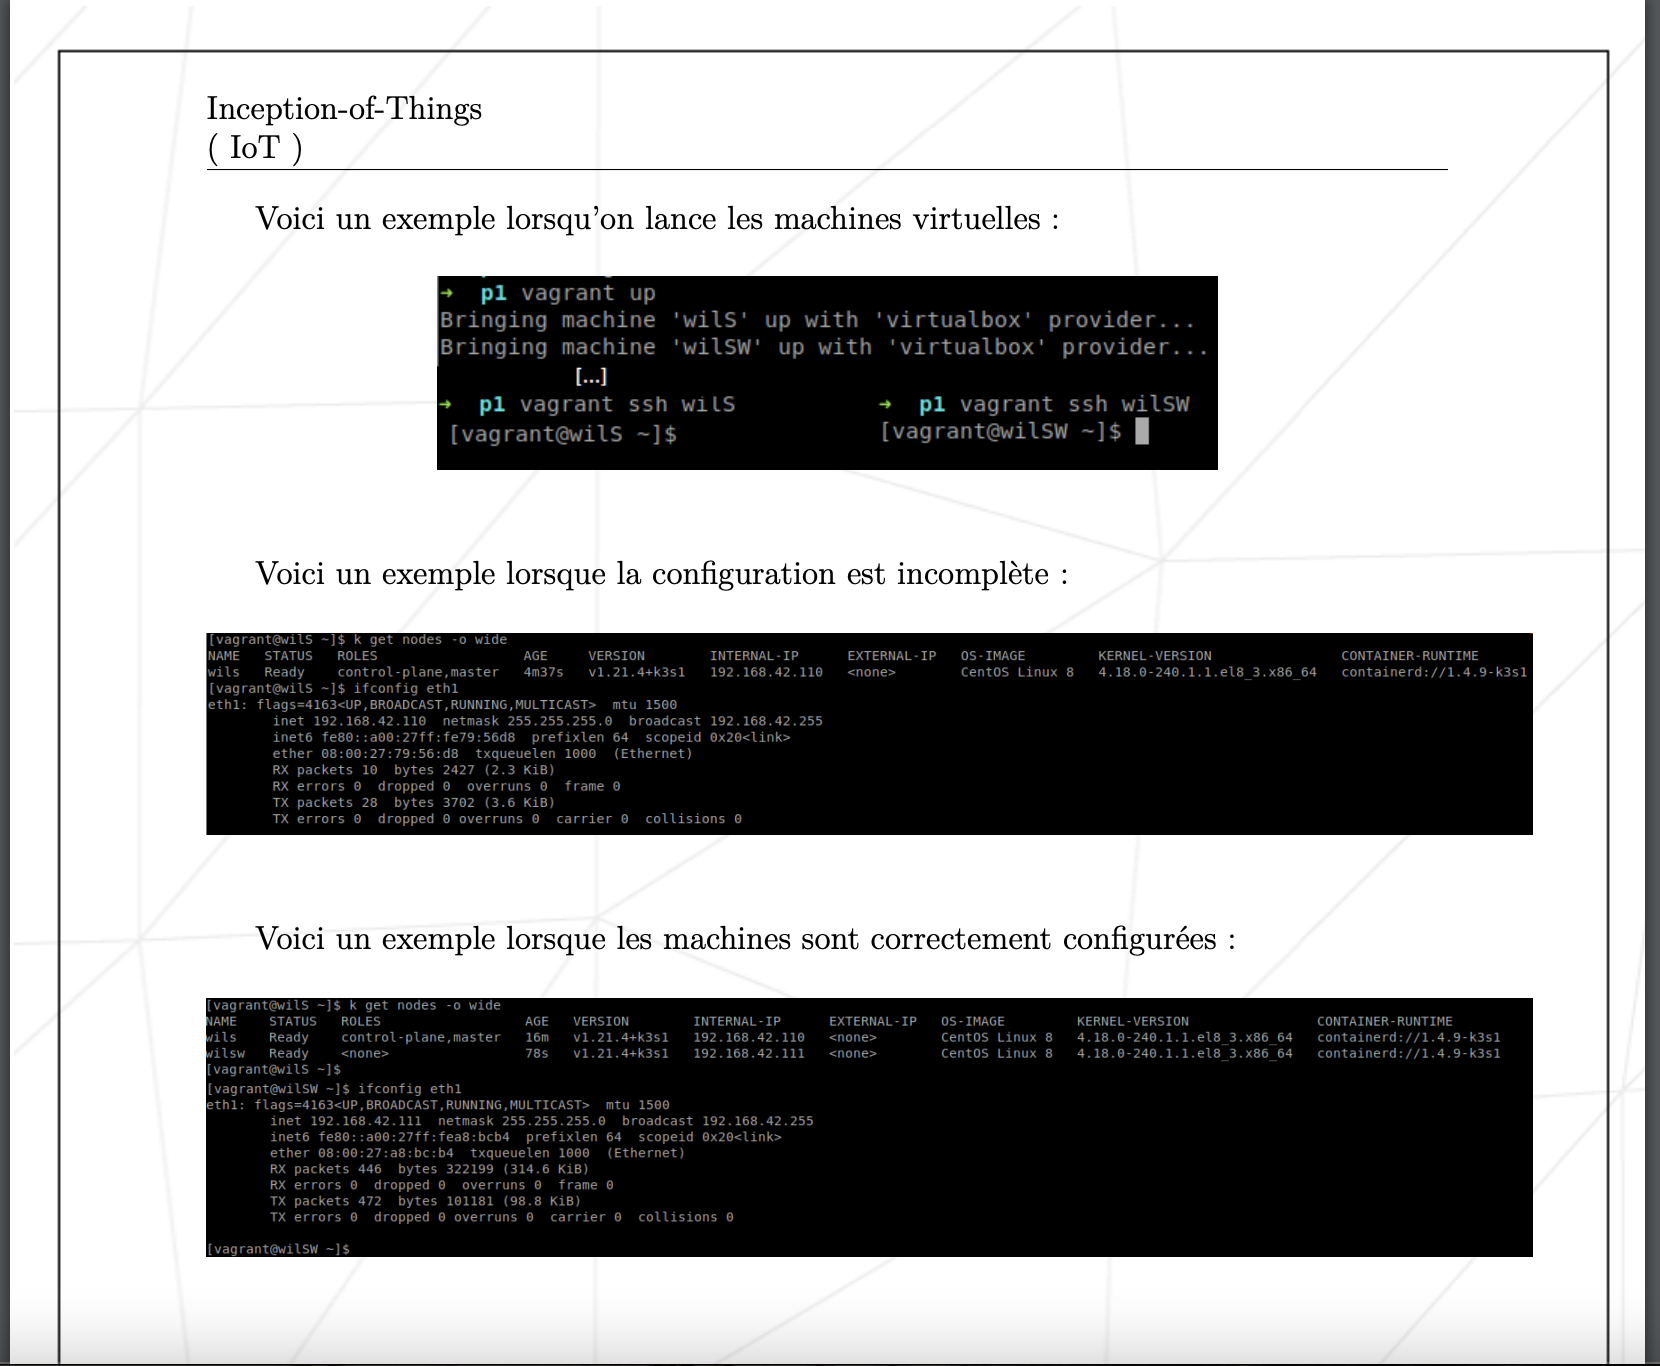 Inception-of-Things
( IoT )
Voici un exemple lorsqu'on lance les machines virtuelles :
➜ p1 vagrant up
Bringing machine 'wilS' up with 'virtualbox' provider...
Bringing machine 'wilSW' up with 'virtualbox' provider...
[...]
➜ p1 vagrant ssh wilS
[vagrant@wilS ~]$
➜ p1 vagrant ssh wilSW
[vagrant@wilSW ~]$
Voici un exemple lorsque la configuration est incomplète :
[vagrant@wilS ~]$ k get nodes -o wide
NAME STATUS ROLES AGE VERSION INTERNAL-IP EXTERNAL-IP OS-IMAGE KERNEL-VERSION CONTAINER-RUNTIME
wils Ready control-plane,master 4m37s v1.21.4+k3s1 192.168.42.110 <none> CentOS Linux 8 4.18.0-240.1.1.el8_3.x86_64 containerd://1.4.9-k3s1
[vagrant@wilS ~]$ ifconfig eth1
eth1: flags=4163<UP,BROADCAST,RUNNING,MULTICAST> mtu 1500
inet 192.168.42.110 netmask 255.255.255.0 broadcast 192.168.42.255
inet6 fe80::a00:27ff:fe79:56d8 prefixlen 64 scopeid 0x20<link>
ether 08:00:27:79:56:d8 txqueuelen 1000 (Ethernet)
RX packets 10 bytes 2427 (2.3 KiB)
RX errors 0 dropped 0 overruns 0 frame 0
TX packets 28 bytes 3702 (3.6 KiB)
TX errors 0 dropped 0 overruns 0 carrier 0 collisions 0
Voici un exemple lorsque les machines sont correctement configurées :
[vagrant@wilS ~]$ k get nodes -o wide
NAME STATUS ROLES AGE VERSION INTERNAL-IP EXTERNAL-IP OS-IMAGE KERNEL-VERSION CONTAINER-RUNTIME
wils Ready control-plane,master 16m v1.21.4+k3s1 192.168.42.110 <none> CentOS Linux 8 4.18.0-240.1.1.el8_3.x86_64 containerd://1.4.9-k3s1
wilsw Ready <none> 78s v1.21.4+k3s1 192.168.42.111 <none> CentOS Linux 8 4.18.0-240.1.1.el8_3.x86_64 containerd://1.4.9-k3s1
[vagrant@wilS ~]$
[vagrant@wilSW ~]$ ifconfig eth1
eth1: flags=4163<UP,BROADCAST,RUNNING,MULTICAST> mtu 1500
inet 192.168.42.111 netmask 255.255.255.0 broadcast 192.168.42.255
inet6 fe80::a00:27ff:fea8:bcb4 prefixlen 64 scopeid 0x20<link>
ether 08:00:27:a8:bc:b4 txqueuelen 1000 (Ethernet)
RX packets 446 bytes 322199 (314.6 KiB)
RX errors 0 dropped 0 overruns 0 frame 0
TX packets 472 bytes 101181 (98.8 KiB)
TX errors 0 dropped 0 overruns 0 carrier 0 collisions 0
[vagrant@wilSW ~]$